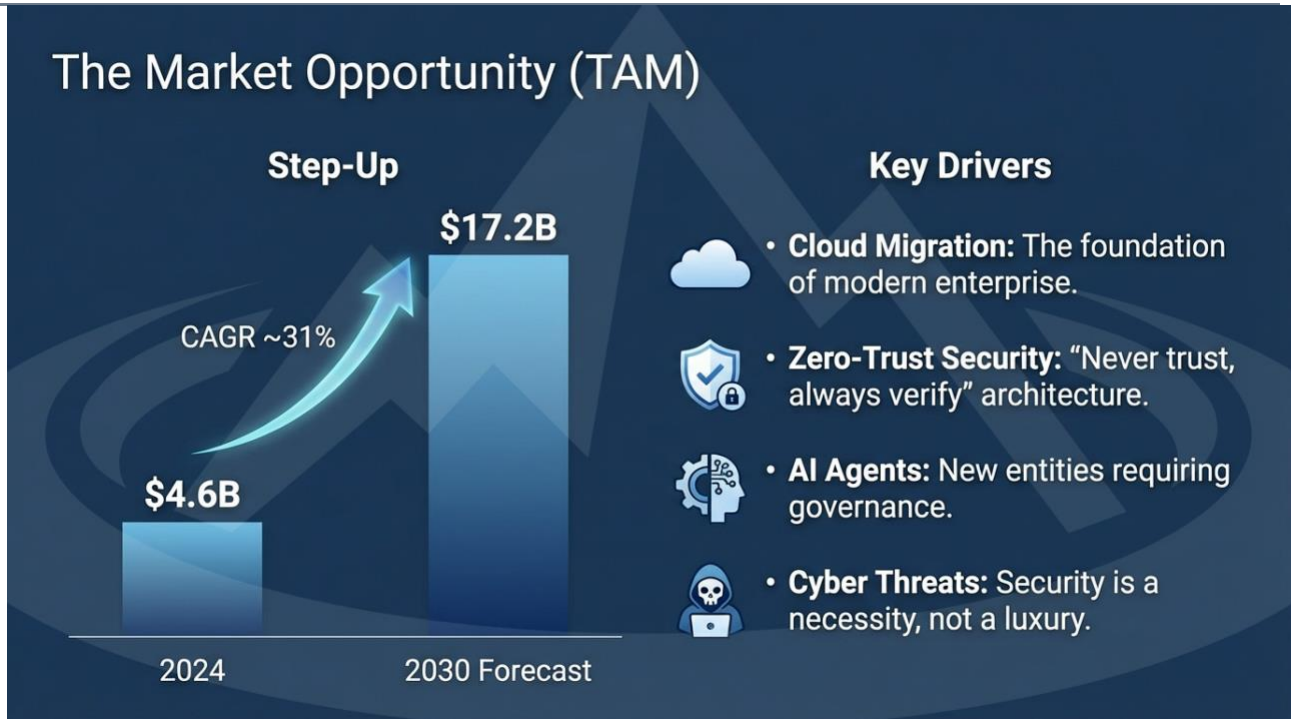 The Market Opportunity (TAM)
Step-Up
$17.2B
CAGR ~31%
$4.6B
2024
2030 Forecast
Key Drivers
• Cloud Migration: The foundation
of modern enterprise.
• Zero-Trust Security: “Never trust,
always verify” architecture.
• AI Agents: New entities requiring
governance.
• Cyber Threats: Security is a
necessity, not a luxury.